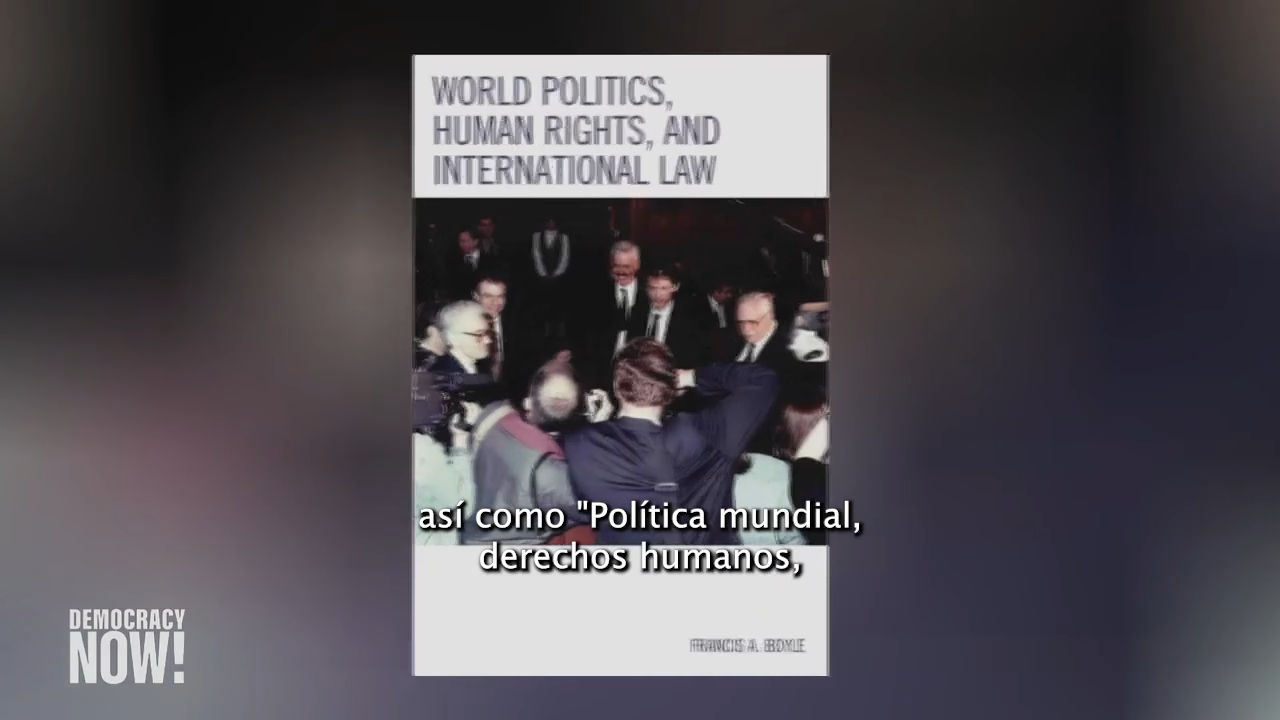 WORLD POLITICS,
HUMAN RIGHTS, AND
INTERNATIONAL LAW
así como "Política mundial,
derechos humanos,
FRANCIS A. BOYLE
DEMOCRACY
NOW!